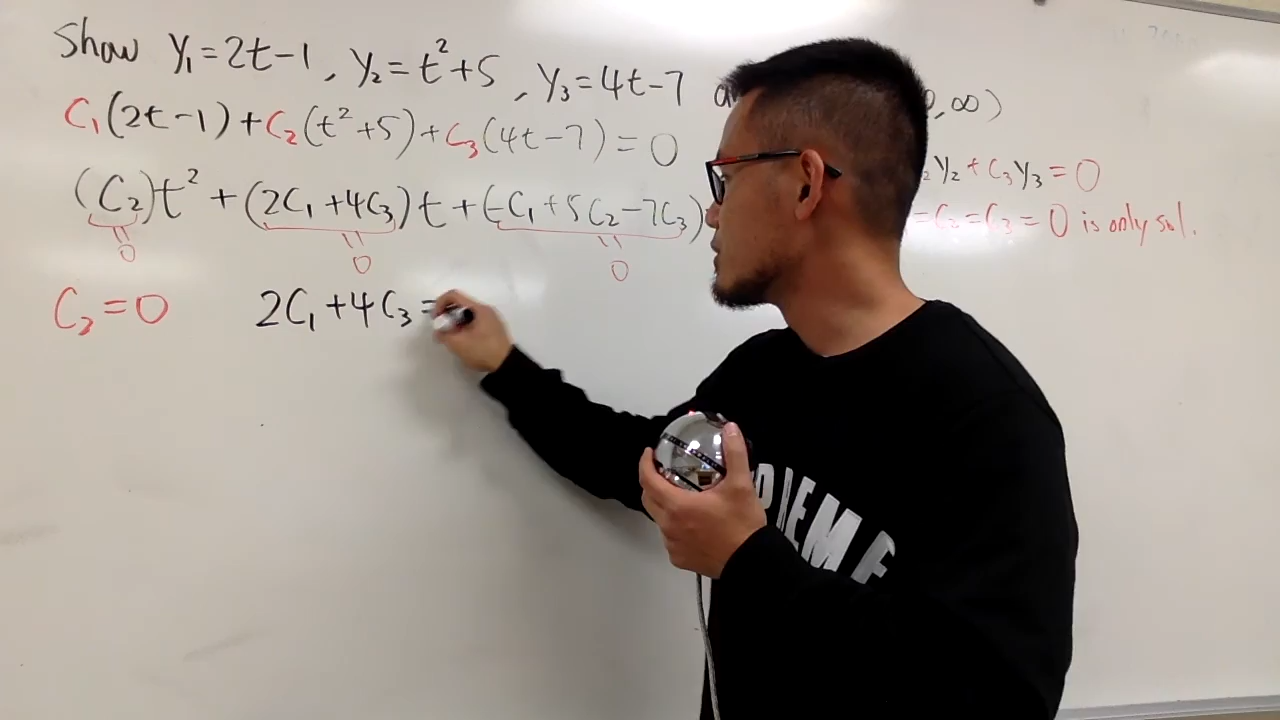 Show y₁=2t-1, y₂=t²+5, y₃=4t-7 ,∞)
C₁(2t-1)+C₂(t²+5)+C₃(4t-7)=0
y₂+C₃y₃=0
(C₂)t²+(2C₁+4C₃)t+(-C₁+5C₂-7C₃)
=C₂=C₃=0 is only sol.
0 0 0
C₂=0 2C₁+4C₃=
PREME